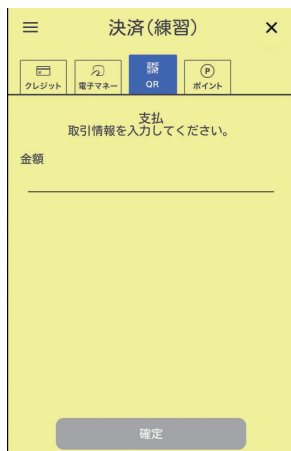 決済(練習)
クレジット
電子マネー
QR
P
ポイント
支払
取引情報を入力してください。
金額
確定